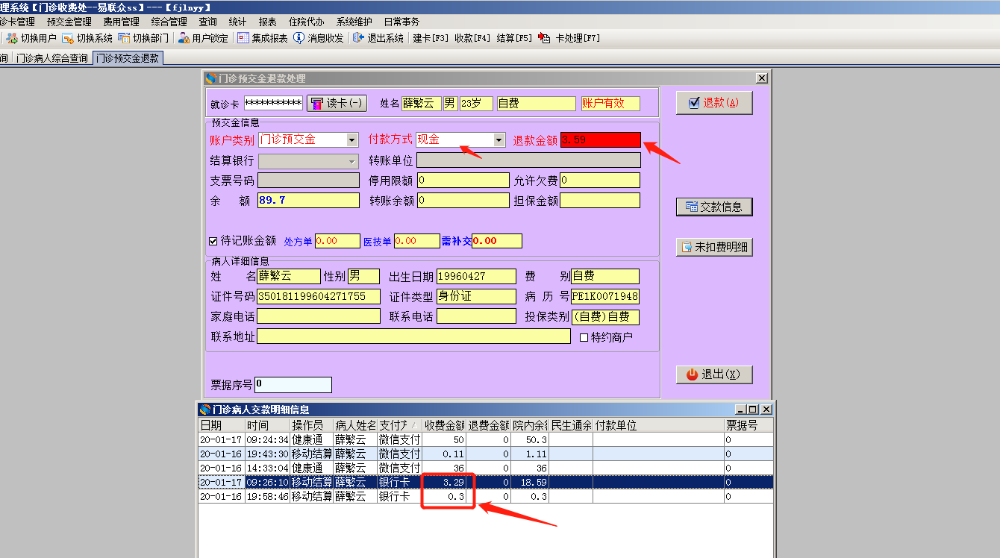 理系统【门诊收费处--易联众ss】---【fjlnyy】
诊卡管理 预交金管理 费用管理 综合管理 查询 统计 报表 住院代办 系统维护 日常事务
切换用户 切换系统 切换部门 用户锁定 集成报表 消息收发 退出系统 建卡[F3] 收款[F4] 结算[F5] 卡处理[F7]
询 门诊病人综合查询 门诊预交金退款
门诊预交金退款处理
就诊卡 ********** 读卡(-) 姓名 薛繁云 男 23岁 自费 账户有效 退款(A)
预交金信息
账户类别 门诊预交金 付款方式 现金 退款金额 3.59
结算银行 转账单位
支票号码 停用限额 0 允许欠费 0
余 额 89.7 转账余额 0 担保金额
交款信息
待记账金额 处方单 0.00 医技单 0.00 需补交 0.00
未扣费明细
病人详细信息
姓 名 薛繁云 性别 男 出生日期 19960427 费 别 自费
证件号码 350181199604271755 证件类型 身份证 病 历 号 PE1K0071948
家庭电话 联系电话 投保类别 (自费)自费
联系地址 特约商户
退出(X)
票据序号 0
门诊病人交款明细信息
日期 时间 操作员 病人姓名 支付方 收费金额 退费金额 院内余额 民生通余 付款单位 票据号
20-01-17 09:24:34 健康通 薛繁云 微信支付 50 0 50.3 0
20-01-16 19:43:30 移动结算 薛繁云 微信支付 0.11 0 1.11 0
20-01-16 14:33:04 健康通 薛繁云 微信支付 36 0 36 0
20-01-17 09:26:10 移动结算 薛繁云 银行卡 3.29 0 18.59 0
20-01-16 19:58:46 移动结算 薛繁云 银行卡 0.3 0 0.3 0